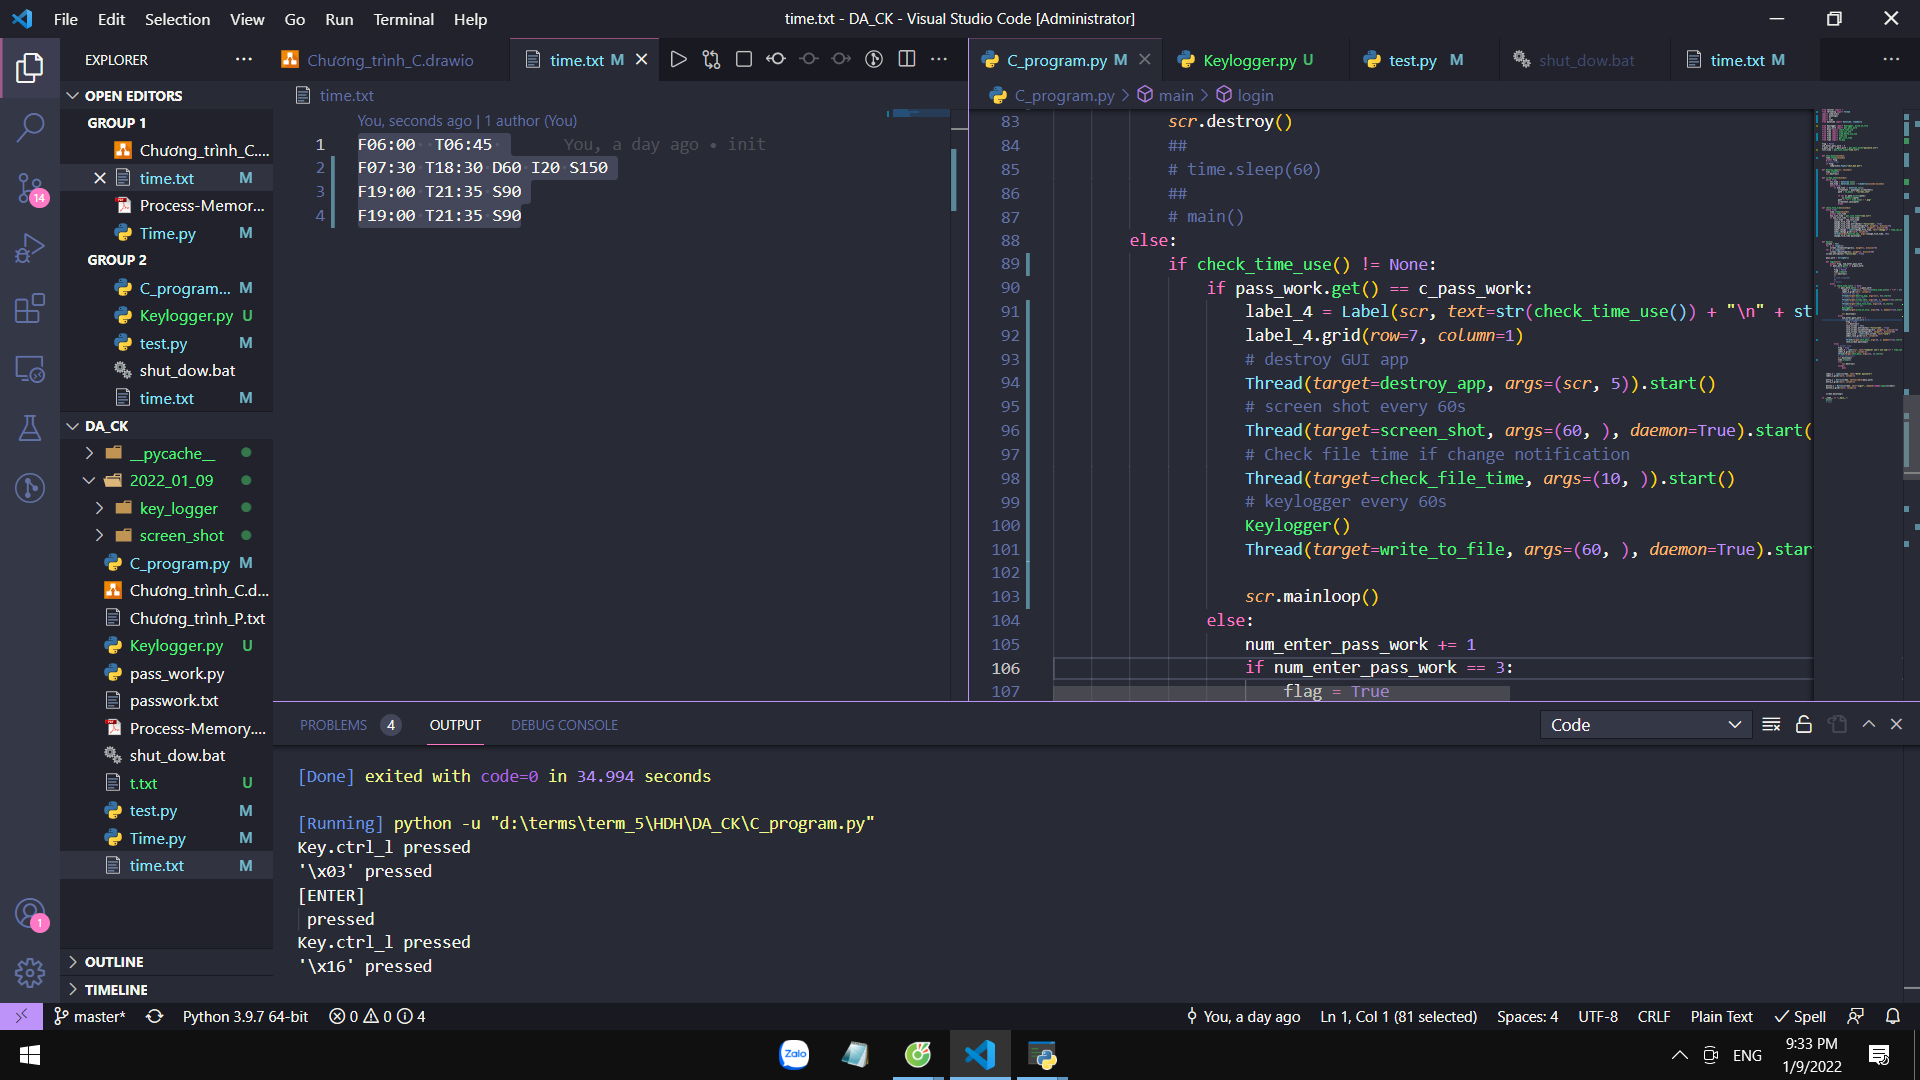 File Edit Selection View Go Run Terminal Help
time.txt - DA_CK - Visual Studio Code [Administrator]
EXPLORER
OPEN EDITORS
GROUP 1
Chương_trình_C....
time.txt M
Process-Memor...
Time.py M
GROUP 2
C_program... M
Keylogger.py U
test.py M
shut_dow.bat
time.txt M
DA_CK
__pycache__
2022_01_09
key_logger
screen_shot
C_program.py M
Chương_trình_C.d...
Chương_trình_P.txt
Keylogger.py U
pass_work.py
passwork.txt
Process-Memory....
shut_dow.bat
t.txt U
test.py M
Time.py M
time.txt M
OUTLINE
TIMELINE
14
1
Chương_trình_C.drawio
time.txt M
time.txt
You, seconds ago | 1 author (You)
1 F06:00 T06:45 You, a day ago • init
2 F07:30 T18:30 D60 I20 S150
3 F19:00 T21:35 S90
4 F19:00 T21:35 S90
C_program.py M
Keylogger.py U
test.py M
shut_dow.bat
time.txt M
C_program.py > main > login
83 scr.destroy()
84 ##
85 # time.sleep(60)
86 ##
87 # main()
88 else:
89 if check_time_use() != None:
90 if pass_work.get() == c_pass_work:
91 label_4 = Label(scr, text=str(check_time_use()) + "\n" + st
92 label_4.grid(row=7, column=1)
93 # destroy GUI app
94 Thread(target=destroy_app, args=(scr, 5)).start()
95 # screen shot every 60s
96 Thread(target=screen_shot, args=(60, ), daemon=True).start(
97 # Check file time if change notification
98 Thread(target=check_file_time, args=(10, )).start()
99 # keylogger every 60s
100 Keylogger()
101 Thread(target=write_to_file, args=(60, ), daemon=True).star
102
103 scr.mainloop()
104 else:
105 num_enter_pass_work += 1
106 if num_enter_pass_work == 3:
107 flag = True
PROBLEMS 4 OUTPUT DEBUG CONSOLE
Code
[Done] exited with code=0 in 34.994 seconds
[Running] python -u "d:\terms\term_5\HDH\DA_CK\C_program.py"
Key.ctrl_l pressed
'\x03' pressed
[ENTER]
pressed
Key.ctrl_l pressed
'\x16' pressed
master* Python 3.9.7 64-bit 0 0 4
You, a day ago Ln 1, Col 1 (81 selected) Spaces: 4 UTF-8 CRLF Plain Text Spell
Zalo
ENG
9:33 PM
1/9/2022